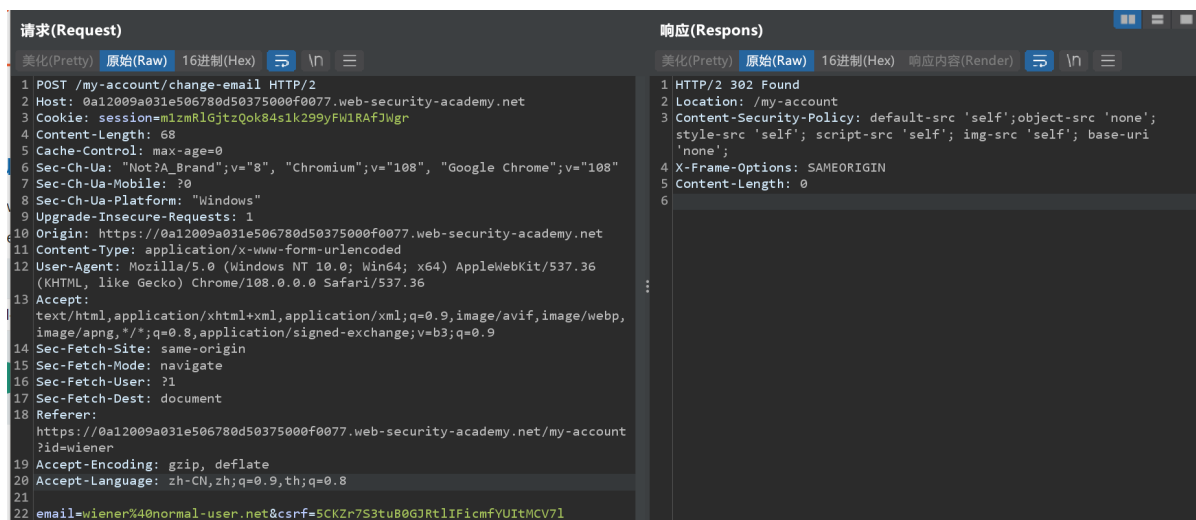 请求(Request)
美化(Pretty) 原始(Raw) 16进制(Hex) \n
1 POST /my-account/change-email HTTP/2
2 Host: 0a12009a031e506780d50375000f0077.web-security-academy.net
3 Cookie: session=m1zmRlGjtzQok84s1k299yFW1RAfJWgr
4 Content-Length: 68
5 Cache-Control: max-age=0
6 Sec-Ch-Ua: "Not?A_Brand";v="8", "Chromium";v="108", "Google Chrome";v="108"
7 Sec-Ch-Ua-Mobile: ?0
8 Sec-Ch-Ua-Platform: "Windows"
9 Upgrade-Insecure-Requests: 1
10 Origin: https://0a12009a031e506780d50375000f0077.web-security-academy.net
11 Content-Type: application/x-www-form-urlencoded
12 User-Agent: Mozilla/5.0 (Windows NT 10.0; Win64; x64) AppleWebKit/537.36
(KHTML, like Gecko) Chrome/108.0.0.0 Safari/537.36
13 Accept:
text/html,application/xhtml+xml,application/xml;q=0.9,image/avif,image/webp,
image/apng,*/*;q=0.8,application/signed-exchange;v=b3;q=0.9
14 Sec-Fetch-Site: same-origin
15 Sec-Fetch-Mode: navigate
16 Sec-Fetch-User: ?1
17 Sec-Fetch-Dest: document
18 Referer:
https://0a12009a031e506780d50375000f0077.web-security-academy.net/my-account
?id=wiener
19 Accept-Encoding: gzip, deflate
20 Accept-Language: zh-CN,zh;q=0.9,th;q=0.8
21
22 email=wiener%40normal-user.net&csrf=5CKZr7S3tuB0GJRtlIFicmfYUItMCV7l
响应(Respons)
美化(Pretty) 原始(Raw) 16进制(Hex) 响应内容(Render) \n
1 HTTP/2 302 Found
2 Location: /my-account
3 Content-Security-Policy: default-src 'self';object-src 'none';
style-src 'self'; script-src 'self'; img-src 'self'; base-uri
'none';
4 X-Frame-Options: SAMEORIGIN
5 Content-Length: 0
6